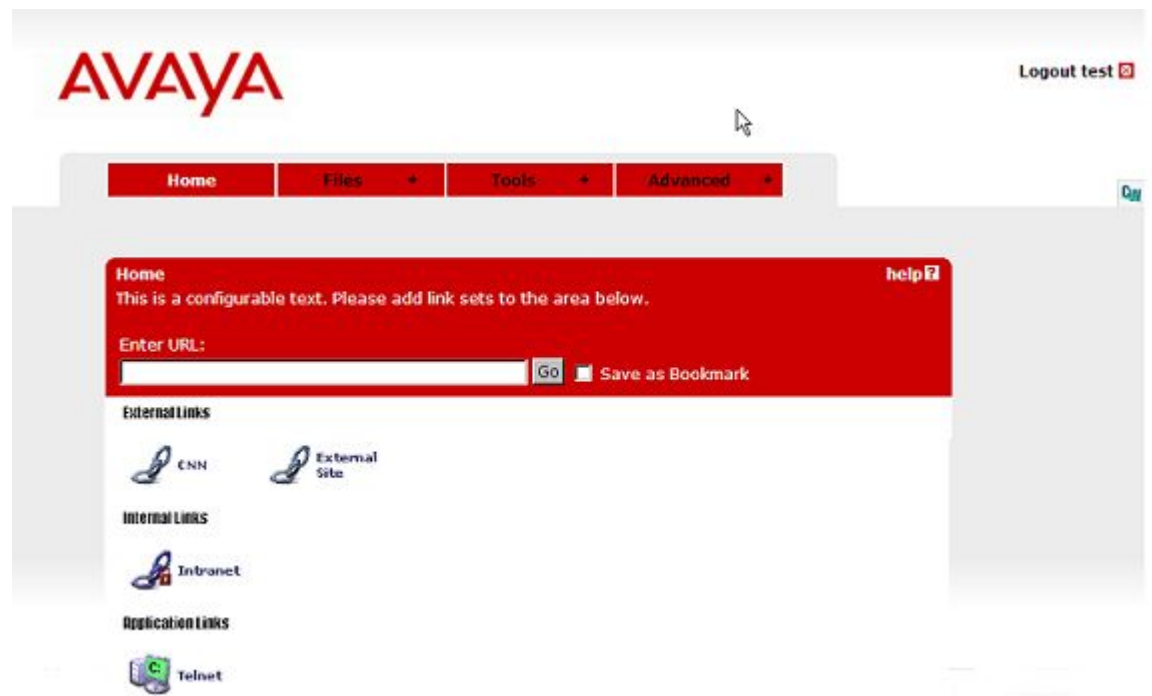 AVAYA
Logout test
Home
Files +
Tools +
Advanced +
Home
help?
This is a configurable text. Please add link sets to the area below.
Enter URL:
Go
Save as Bookmark
External Links
CNN
External
Site
Internal Links
Intranet
Application Links
C:
Telnet